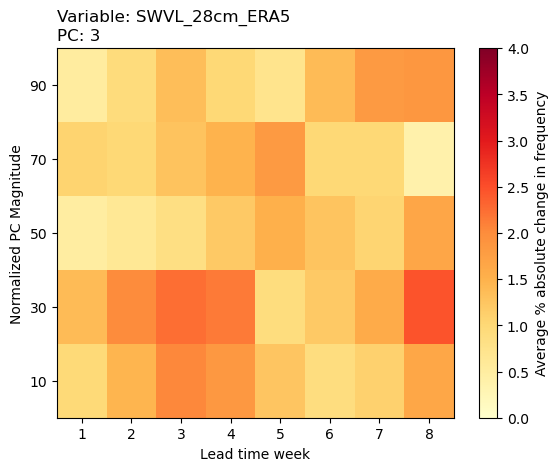 Variable: SWVL_28cm_ERA5
PC: 3
Normalized PC Magnitude
90
70
50
30
10
1 2 3 4 5 6 7 8
Lead time week
4.0
3.5
3.0
2.5
2.0
1.5
1.0
0.5
0.0
Average % absolute change in frequency